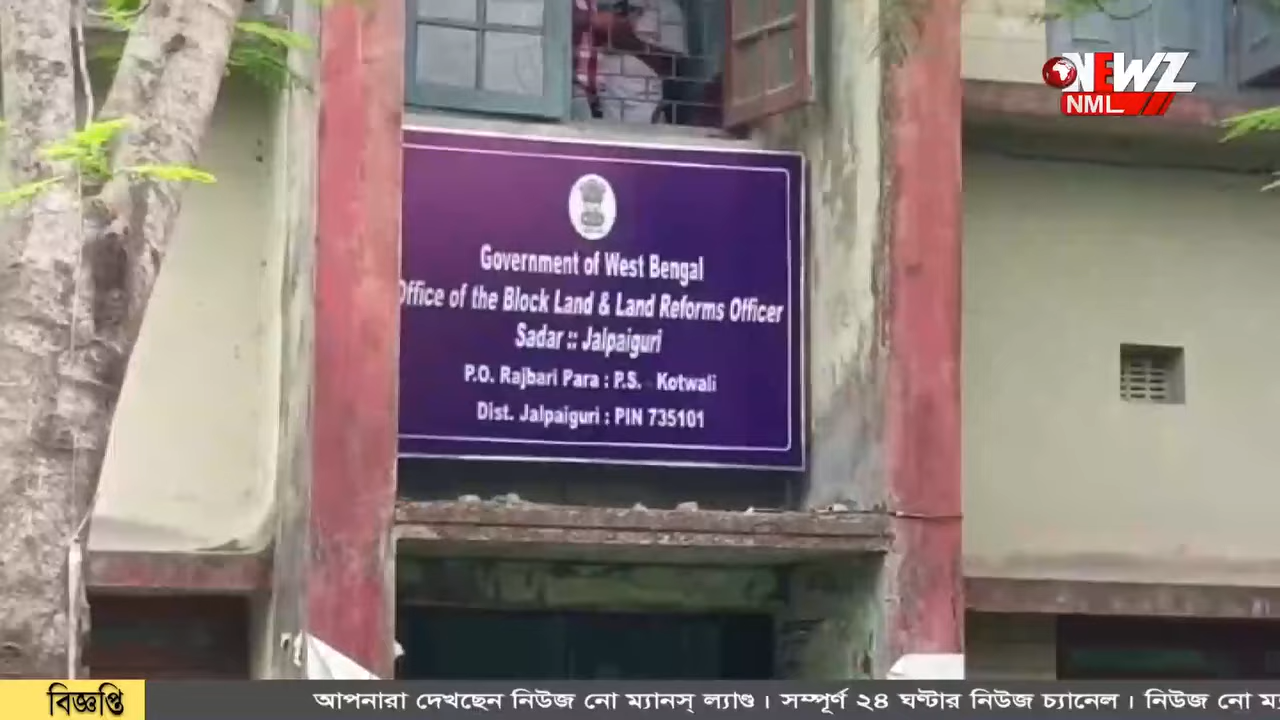 NEWZ
NML
Government of West Bengal
Office of the Block Land & Land Reforms Officer
Sadar :: Jalpaiguri
P.O. Rajbari Para : P.S. Kotwali
Dist. Jalpaiguri : PIN 735101
বিজ্ঞপ্তি
আপনারা দেখছেন নিউজ নো ম্যানস্ ল্যাণ্ড । সম্পূর্ণ ২৪ ঘণ্টার নিউজ চ্যানেল । নিউজ নো